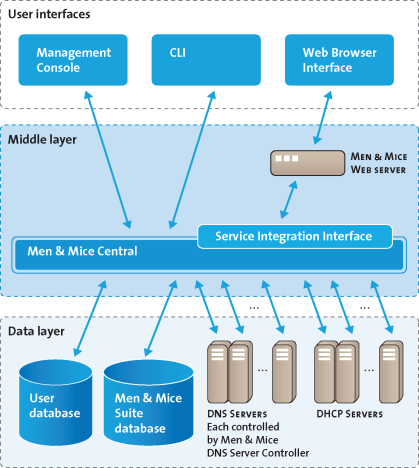 User interfaces
Management
Console
CLI
Web Browser
Interface
Middle layer
MEN & MICE
WEB SERVER
Service Integration Interface
Men & Mice Central
...
...
Data layer
User
database
Men & Mice
Suite
database
...
...
DNS SERVERS
Each controlled
by Men & Mice
DNS Server Controller
DHCP SERVERS